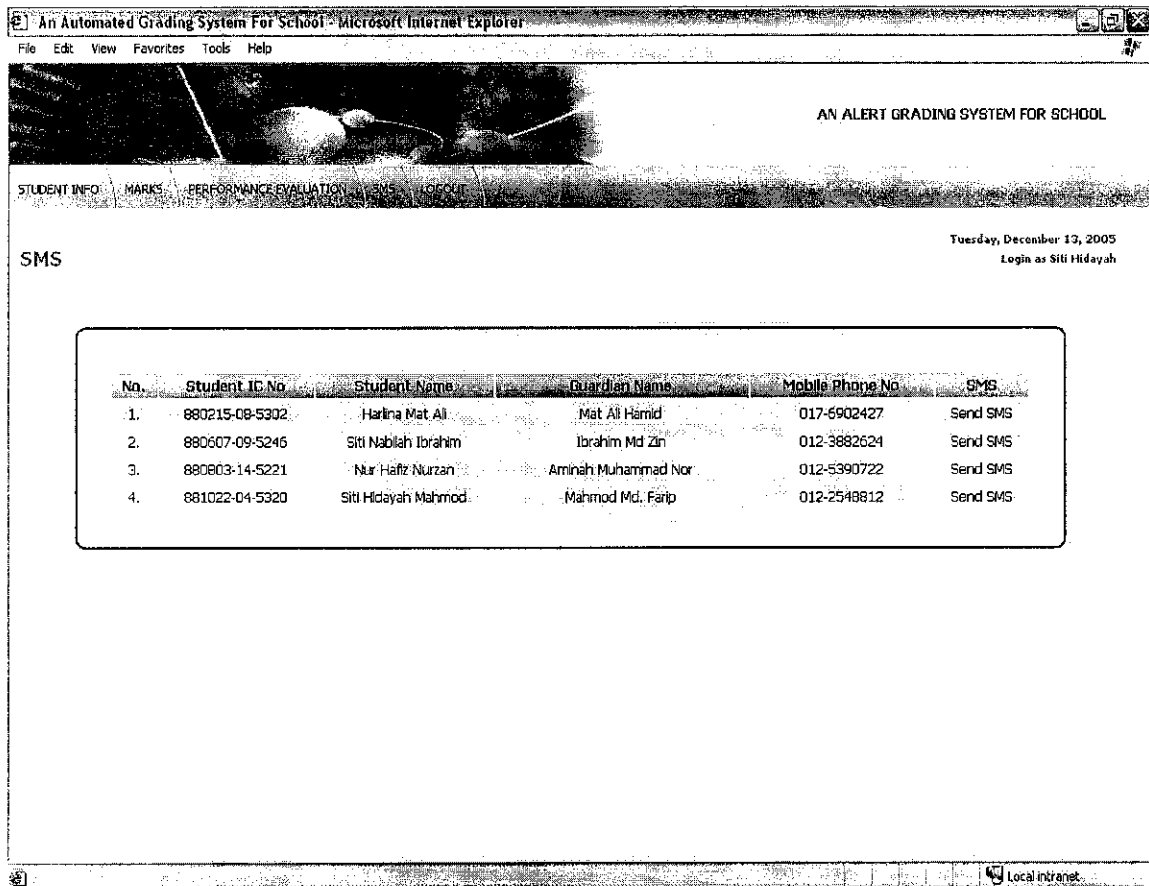 An Automated Grading System For School - Microsoft Internet Explorer
File Edit View Favorites Tools Help
AN ALERT GRADING SYSTEM FOR SCHOOL
STUDENT INFO MARKS PERFORMANCE EVALUATION SMS LOGOUT
Tuesday, December 13, 2005
SMS
Login as Siti Hidayah
No. Student IC No Student Name Guardian Name Mobile Phone No SMS
1. 880215-08-5302 Harlina Mat Ali Mat Ali Hamid 017-6902427 Send SMS
2. 880607-09-5246 Siti Nabilah Ibrahim Ibrahim Md Zin 012-3882624 Send SMS
3. 880803-14-5221 Nur Hafiz Nurzan Aminah Muhammad Nor 012-5390722 Send SMS
4. 881022-04-5320 Siti Hidayah Mahmod Mahmod Md. Farip 012-2548812 Send SMS
Local intranet